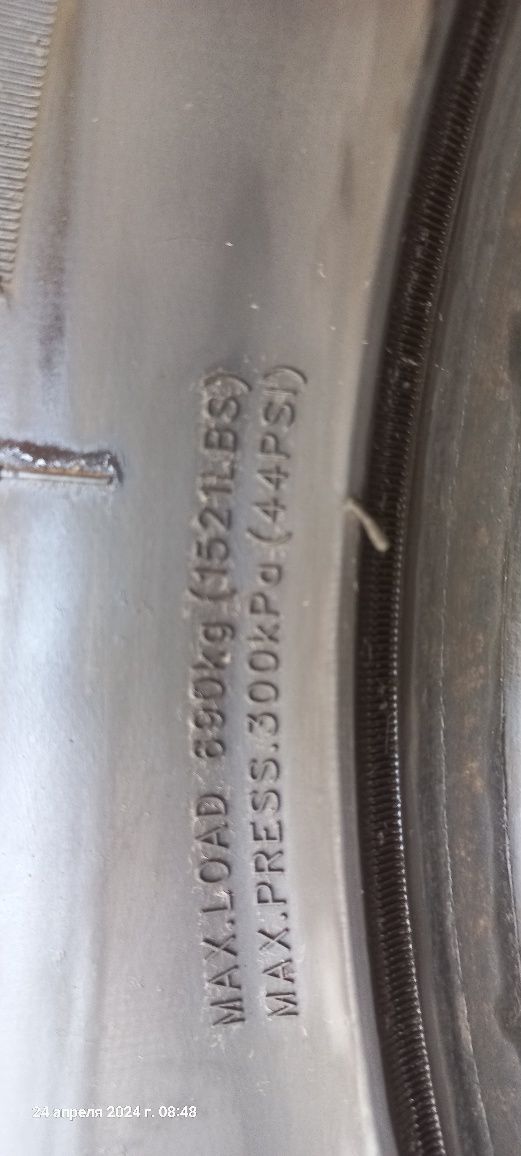 MAX.LOAD 690kg (1521LBS)
MAX.PRESS.300kPa (44PSI)
24 апреля 2024 г. 08:48